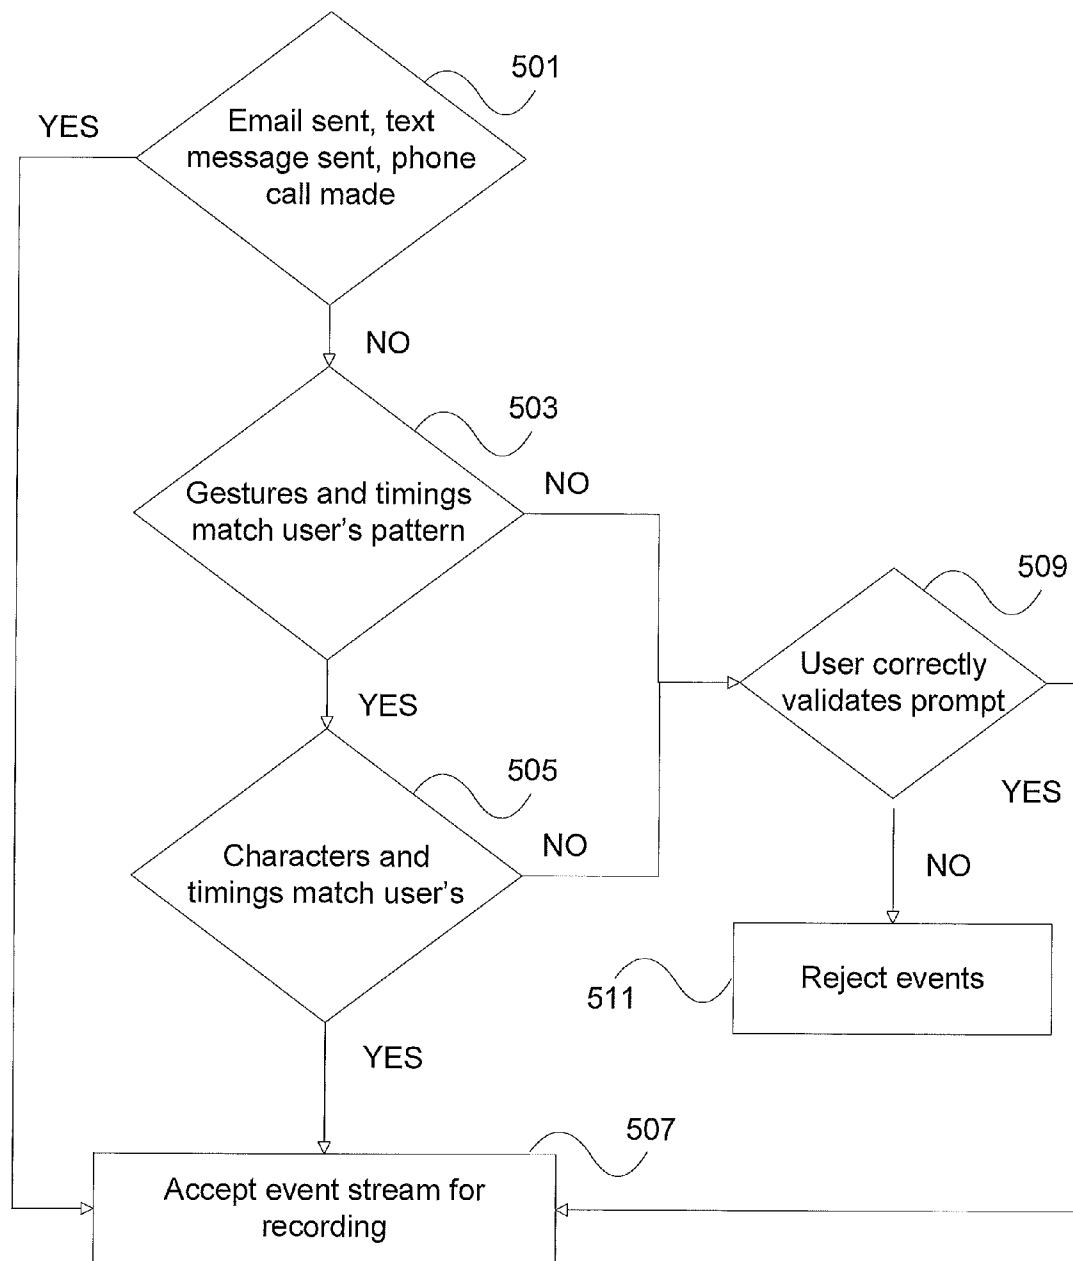 501
YES
Email sent, text
message sent, phone
call made
NO
503
NO
Gestures and timings
match user's pattern
509
User correctly
validates prompt
YES
YES
505
NO
Characters and
timings match user's
NO
Reject events
511
YES
507
Accept event stream for
recording